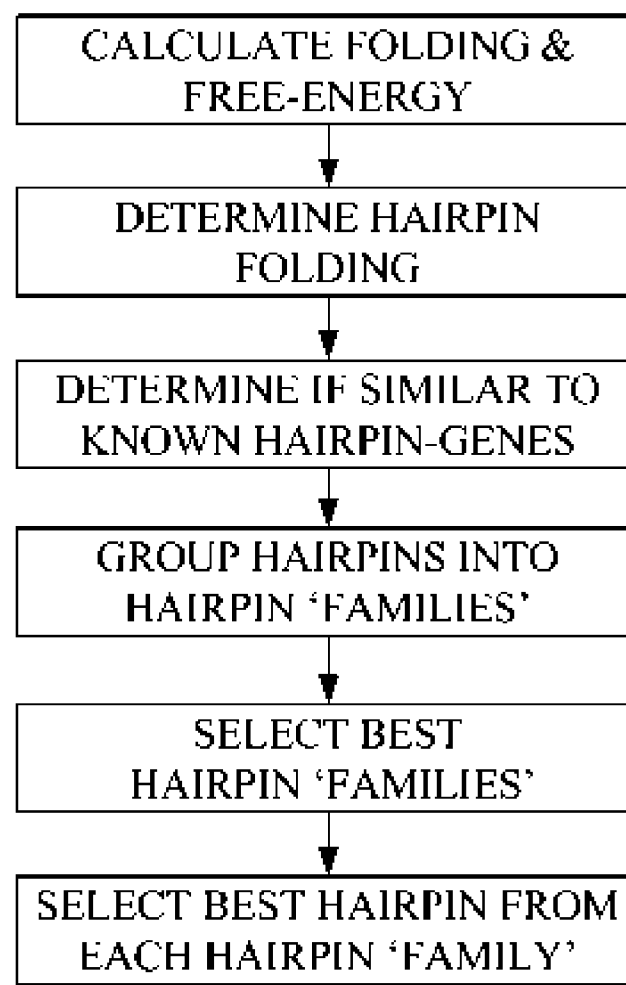 CALCULATE FOLDING &
FREE-ENERGY
DETERMINE HAIRPIN
FOLDING
DETERMINE IF SIMILAR TO
KNOWN HAIRPIN-GENES
GROUP HAIRPINS INTO
HAIRPIN ‘FAMILIES’
SELECT BEST
HAIRPIN ‘FAMILIES’
SELECT BEST HAIRPIN FROM
EACH HAIRPIN ‘FAMILY’